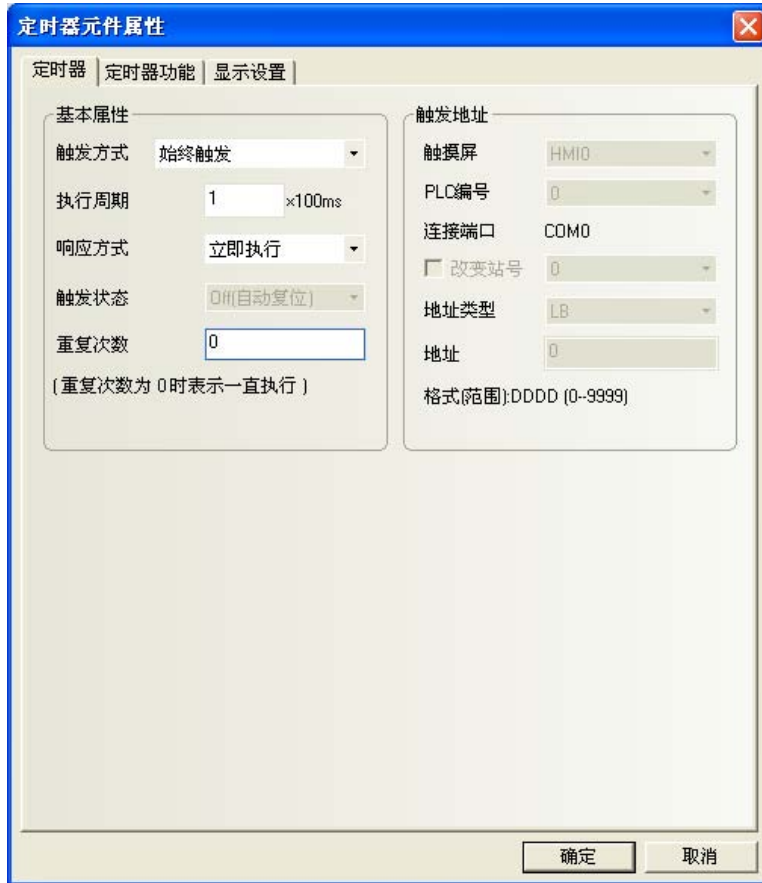 定时器元件属性
定时器 定时器功能 显示设置
基本属性
触发方式 始终触发
执行周期 1 ×100ms
响应方式 立即执行
触发状态 Off(自动复位)
重复次数 0
(重复次数为 0时表示一直执行 )
触发地址
触摸屏 HMI0
PLC编号 0
连接端口 COM0
改变站号 0
地址类型 LB
地址 0
格式(范围):DDDD (0--9999)
确定 取消